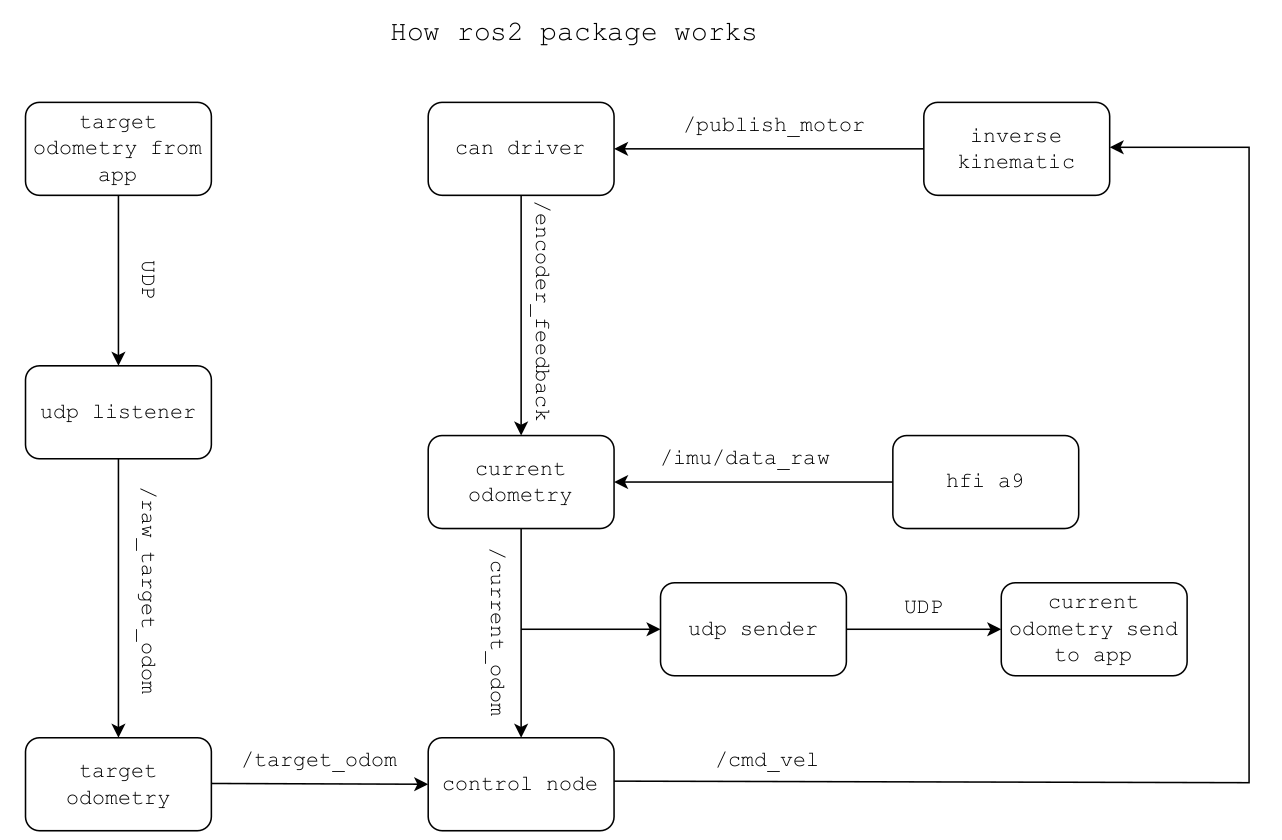 How ros2 package works
target
odometry from
app
can driver
/publish_motor
inverse
kinematic
UDP
/encoder_feedback
udp listener
current
odometry
/imu/data_raw
hfi a9
/raw_target_odom
/current_odom
udp sender
UDP
current
odometry send
to app
target
odometry
/target_odom
control node
/cmd_vel